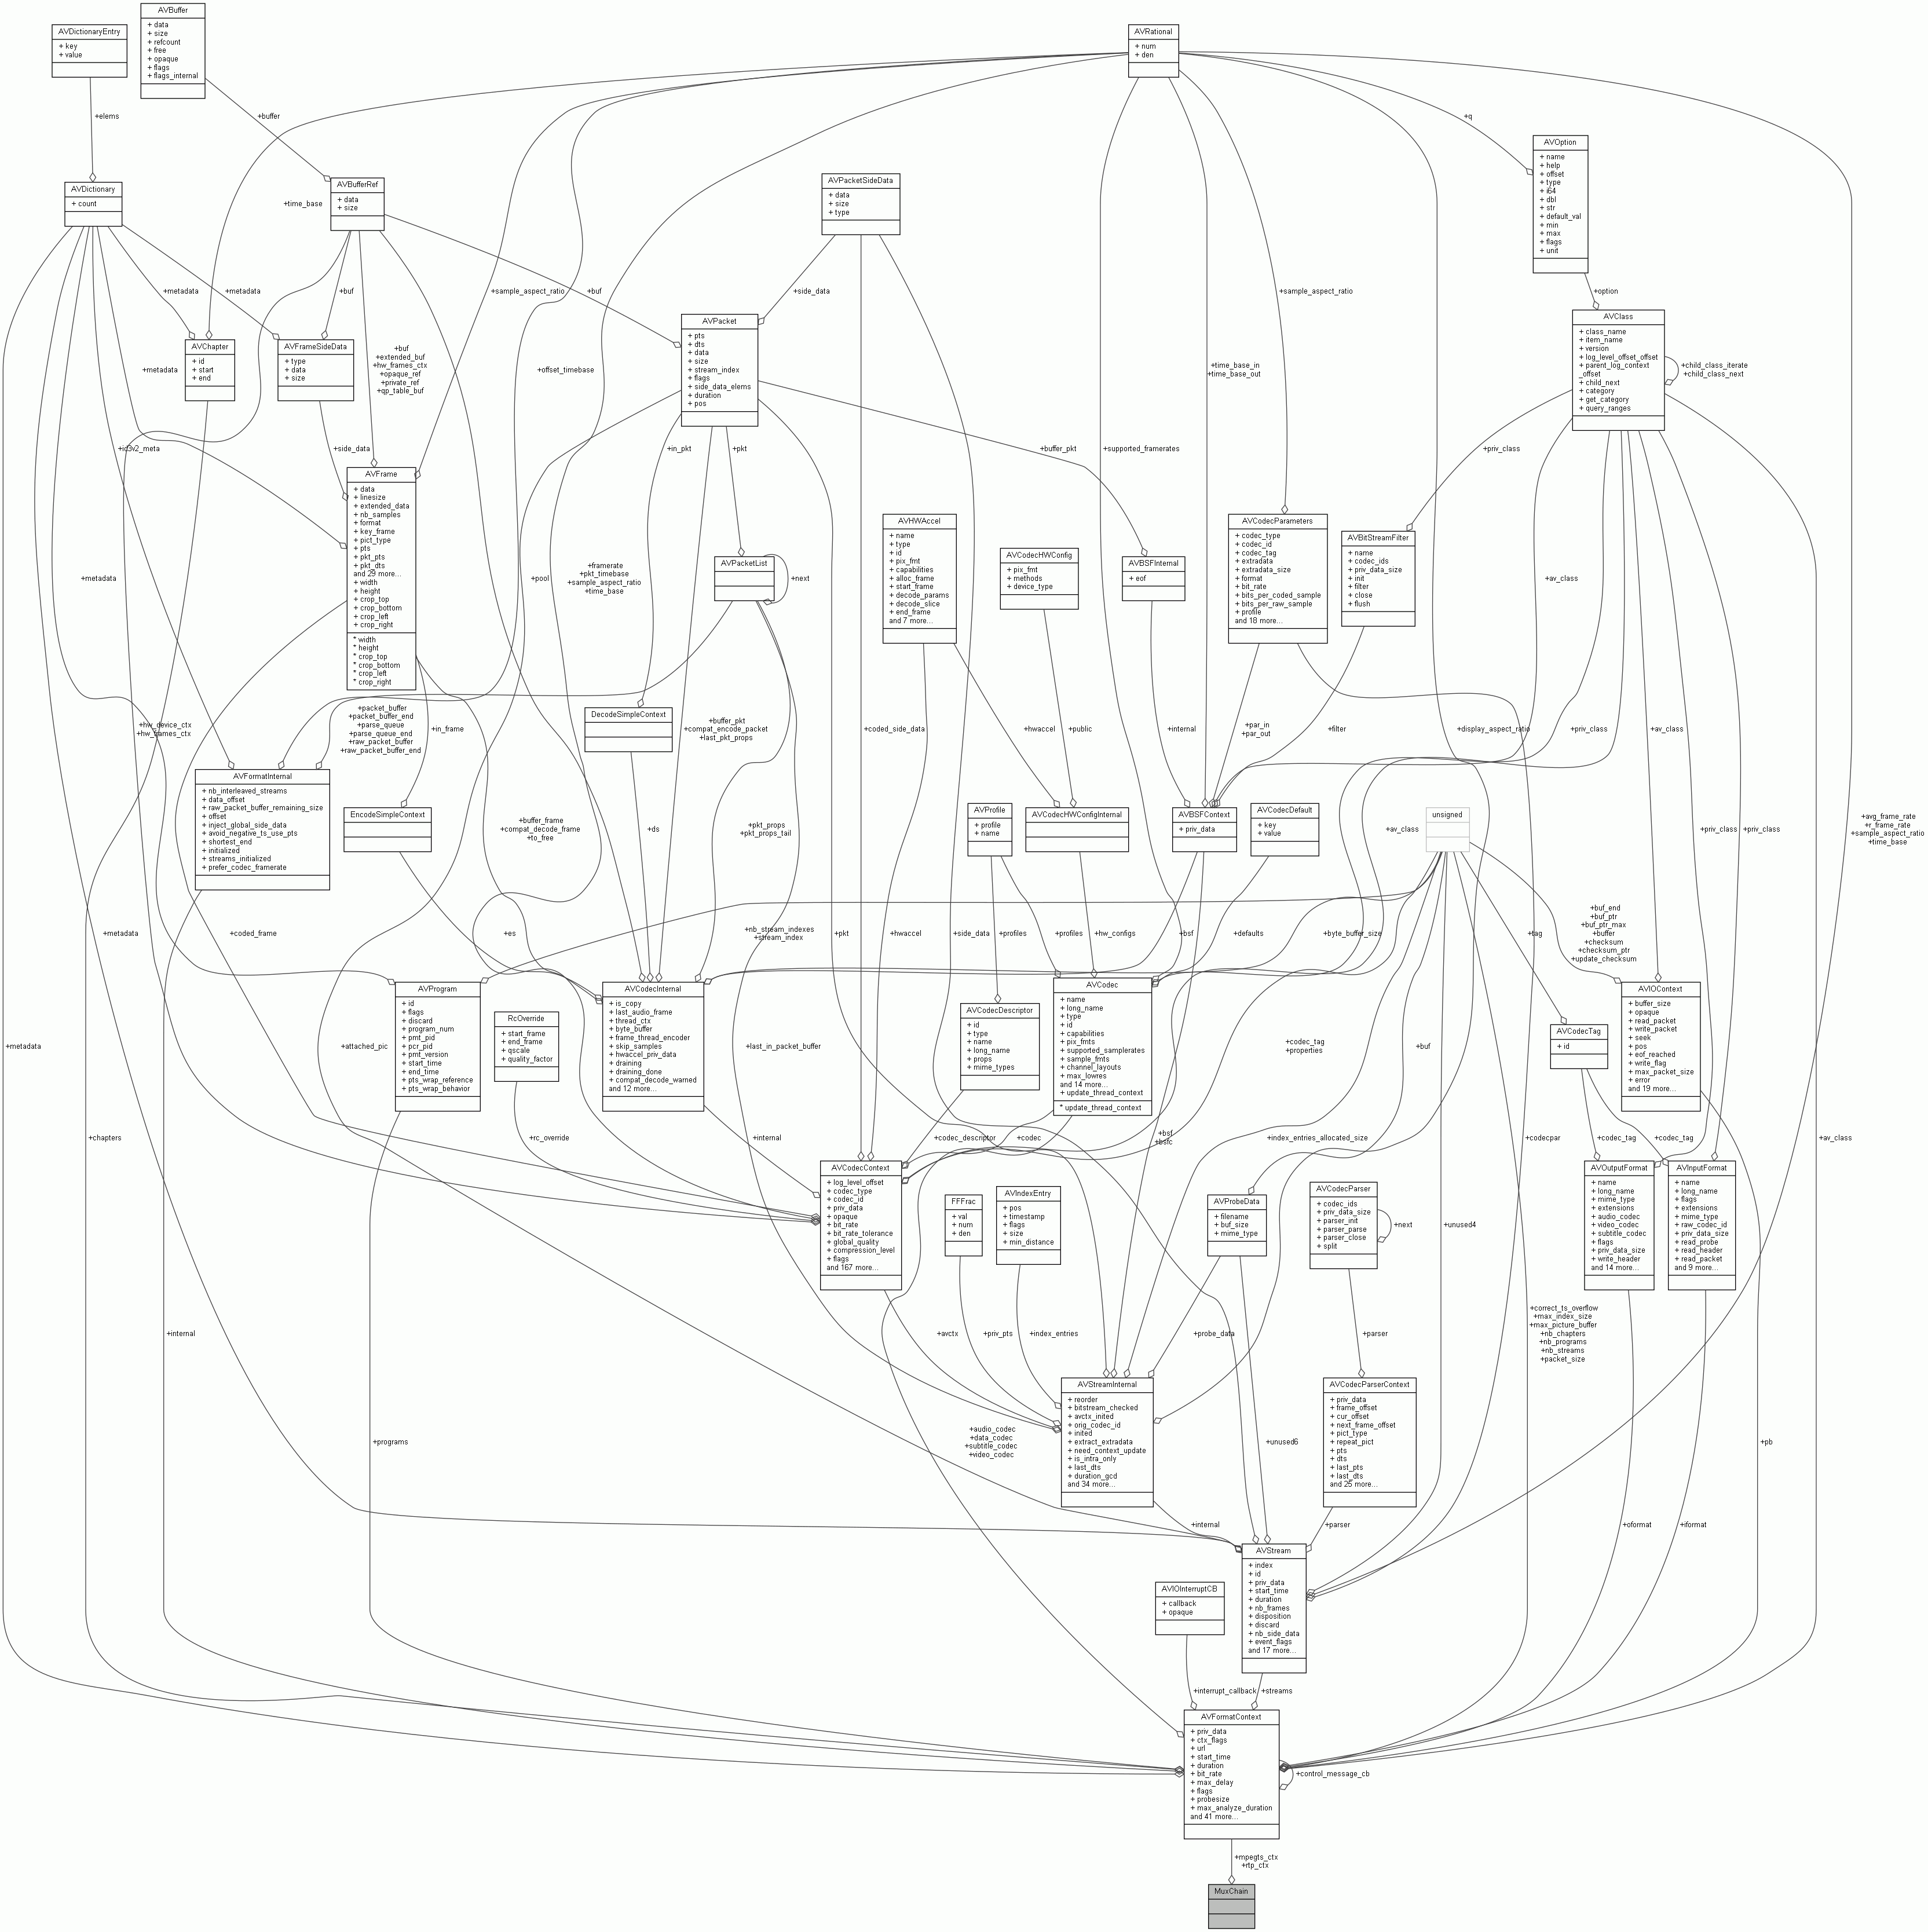 AVBuffer
+ data
+ size
+ refcount
+ free
+ opaque
+ flags
+ flags_internal
AVDictionaryEntry
+ key
+ value
AVRational
+ num
+ den
+elems
+buffer
+q
AVOption
+ name
+ help
+ offset
+ type
+ i64
+ dbl
+ str
+ default_val
+ min
+ max
+ flags
+ unit
AVDictionary
+ count
+time_base
AVBufferRef
+ data
+ size
AVPacketSideData
+ data
+ size
+ type
+metadata
+metadata
+buf
+sample_aspect_ratio
+buf
+side_data
+sample_aspect_ratio
+option
AVChapter
+ id
+ start
+ end
AVFrameSideData
+ type
+ data
+ size
+buf
+extended_buf
+hw_frames_ctx
+opaque_ref
+private_ref
+qp_table_buf
AVPacket
+ pts
+ dts
+ data
+ size
+ stream_index
+ flags
+ side_data_elems
+ duration
+ pos
AVClass
+ class_name
+ item_name
+ version
+ log_level_offset_offset
+ parent_log_context
_offset
+ child_next
+ category
+ get_category
+ query_ranges
+child_class_iterate
+child_class_next
+metadata
+offset_timebase
+time_base_in
+time_base_out
+id3v2_meta
+side_data
+in_pkt
+pkt
+buffer_pkt
+supported_framerates
+priv_class
AVFrame
+ data
+ linesize
+ extended_data
+ nb_samples
+ format
+ key_frame
+ pict_type
+ pts
+ pkt_pts
+ pkt_dts
and 29 more...
+ width
+ height
+ crop_top
+ crop_bottom
+ crop_left
+ crop_right
* width
* height
* crop_top
* crop_bottom
* crop_left
* crop_right
AVHWAccel
+ name
+ type
+ id
+ pix_fmt
+ capabilities
+ alloc_frame
+ start_frame
+ decode_params
+ decode_slice
+ end_frame
and 7 more...
AVCodecHWConfig
+ pix_fmt
+ methods
+ device_type
AVBSFInternal
+ eof
AVCodecParameters
+ codec_type
+ codec_id
+ codec_tag
+ extradata
+ extradata_size
+ format
+ bit_rate
+ bits_per_coded_sample
+ bits_per_raw_sample
+ profile
and 18 more...
AVBitStreamFilter
+ name
+ codec_ids
+ priv_data_size
+ init
+ filter
+ close
+ flush
+metadata
+pool
+framerate
+pkt_timebase
+sample_aspect_ratio
+time_base
AVPacketList
+next
+av_class
+hw_device_ctx
+hw_frames_ctx
+packet_buffer
+packet_buffer_end
+parse_queue
+parse_queue_end
+raw_packet_buffer
+raw_packet_buffer_end
+in_frame
DecodeSimpleContext
+buffer_pkt
+compat_encode_packet
+last_pkt_props
+coded_side_data
+hwaccel
+public
+internal
+par_in
+par_out
+filter
+display_aspect_ratio
+priv_class
+av_class
AVFormatInternal
+ nb_interleaved_streams
+ data_offset
+ raw_packet_buffer_remaining_size
+ offset
+ inject_global_side_data
+ avoid_negative_ts_use_pts
+ shortest_end
+ initialized
+ streams_initialized
+ prefer_codec_framerate
EncodeSimpleContext
+buffer_frame
+compat_decode_frame
+to_free
+ds
+pkt_props
+pkt_props_tail
AVProfile
+ profile
+ name
AVCodecHWConfigInternal
AVBSFContext
+ priv_data
AVCodecDefault
+ key
+ value
+av_class
unsigned
+priv_class
+priv_class
+avg_frame_rate
+r_frame_rate
+sample_aspect_ratio
+time_base
+metadata
+coded_frame
+es
+nb_stream_indexes
+stream_index
+pkt
+hwaccel
+side_data
+profiles
+profiles
+hw_configs
+bsf
+defaults
+byte_buffer_size
+tag
+buf_end
+buf_ptr
+buf_ptr_max
+buffer
+checksum
+checksum_ptr
+update_checksum
AVProgram
+ id
+ flags
+ discard
+ program_num
+ pmt_pid
+ pcr_pid
+ pmt_version
+ start_time
+ end_time
+ pts_wrap_reference
+ pts_wrap_behavior
RcOverride
+ start_frame
+ end_frame
+ qscale
+ quality_factor
AVCodecInternal
+ is_copy
+ last_audio_frame
+ thread_ctx
+ byte_buffer
+ frame_thread_encoder
+ skip_samples
+ hwaccel_priv_data
+ draining
+ draining_done
+ compat_decode_warned
and 12 more...
AVCodecDescriptor
+ id
+ type
+ name
+ long_name
+ props
+ mime_types
AVCodec
+ name
+ long_name
+ type
+ id
+ capabilities
+ pix_fmts
+ supported_samplerates
+ sample_fmts
+ channel_layouts
+ max_lowres
and 14 more...
+ update_thread_context
* update_thread_context
AVCodecTag
+ id
AVIOContext
+ buffer_size
+ opaque
+ read_packet
+ write_packet
+ seek
+ pos
+ eof_reached
+ write_flag
+ max_packet_size
+ error
and 19 more...
+metadata
+attached_pic
+last_in_packet_buffer
+codec_tag
+properties
+buf
+chapters
+rc_override
+internal
+codec_descriptor
+codec
+bsf
+bsfc
+index_entries_allocated_size
+unused4
+codecpar
+codec_tag
+codec_tag
+av_class
AVCodecContext
+ log_level_offset
+ codec_type
+ codec_id
+ priv_data
+ opaque
+ bit_rate
+ bit_rate_tolerance
+ global_quality
+ compression_level
+ flags
and 167 more...
FFFrac
+ val
+ num
+ den
AVIndexEntry
+ pos
+ timestamp
+ flags
+ size
+ min_distance
AVProbeData
+ filename
+ buf_size
+ mime_type
AVCodecParser
+ codec_ids
+ priv_data_size
+ parser_init
+ parser_parse
+ parser_close
+ split
+next
AVOutputFormat
+ name
+ long_name
+ mime_type
+ extensions
+ audio_codec
+ video_codec
+ subtitle_codec
+ flags
+ priv_data_size
+ write_header
and 14 more...
AVInputFormat
+ name
+ long_name
+ flags
+ extensions
+ mime_type
+ raw_codec_id
+ priv_data_size
+ read_probe
+ read_header
+ read_packet
and 9 more...
+internal
+avctx
+priv_pts
+index_entries
+probe_data
+parser
+correct_ts_overflow
+max_index_size
+max_picture_buffer
+nb_chapters
+nb_programs
+nb_streams
+packet_size
AVStreamInternal
+ reorder
+ bitstream_checked
+ avctx_inited
+ orig_codec_id
+ inited
+ extract_extradata
+ need_context_update
+ is_intra_only
+ last_dts
+ duration_gcd
and 34 more...
AVCodecParserContext
+ priv_data
+ frame_offset
+ cur_offset
+ next_frame_offset
+ pict_type
+ repeat_pict
+ pts
+ dts
+ last_pts
+ last_dts
and 25 more...
+programs
+audio_codec
+data_codec
+subtitle_codec
+video_codec
+unused6
+pb
+internal
+parser
+oformat
+iformat
AVStream
+ index
+ id
+ priv_data
+ start_time
+ duration
+ nb_frames
+ disposition
+ discard
+ nb_side_data
+ event_flags
and 17 more...
AVIOInterruptCB
+ callback
+ opaque
+interrupt_callback
+streams
AVFormatContext
+ priv_data
+ ctx_flags
+ url
+ start_time
+ duration
+ bit_rate
+ max_delay
+ flags
+ probesize
+ max_analyze_duration
and 41 more...
+control_message_cb
+mpegts_ctx
+rtp_ctx
MuxChain